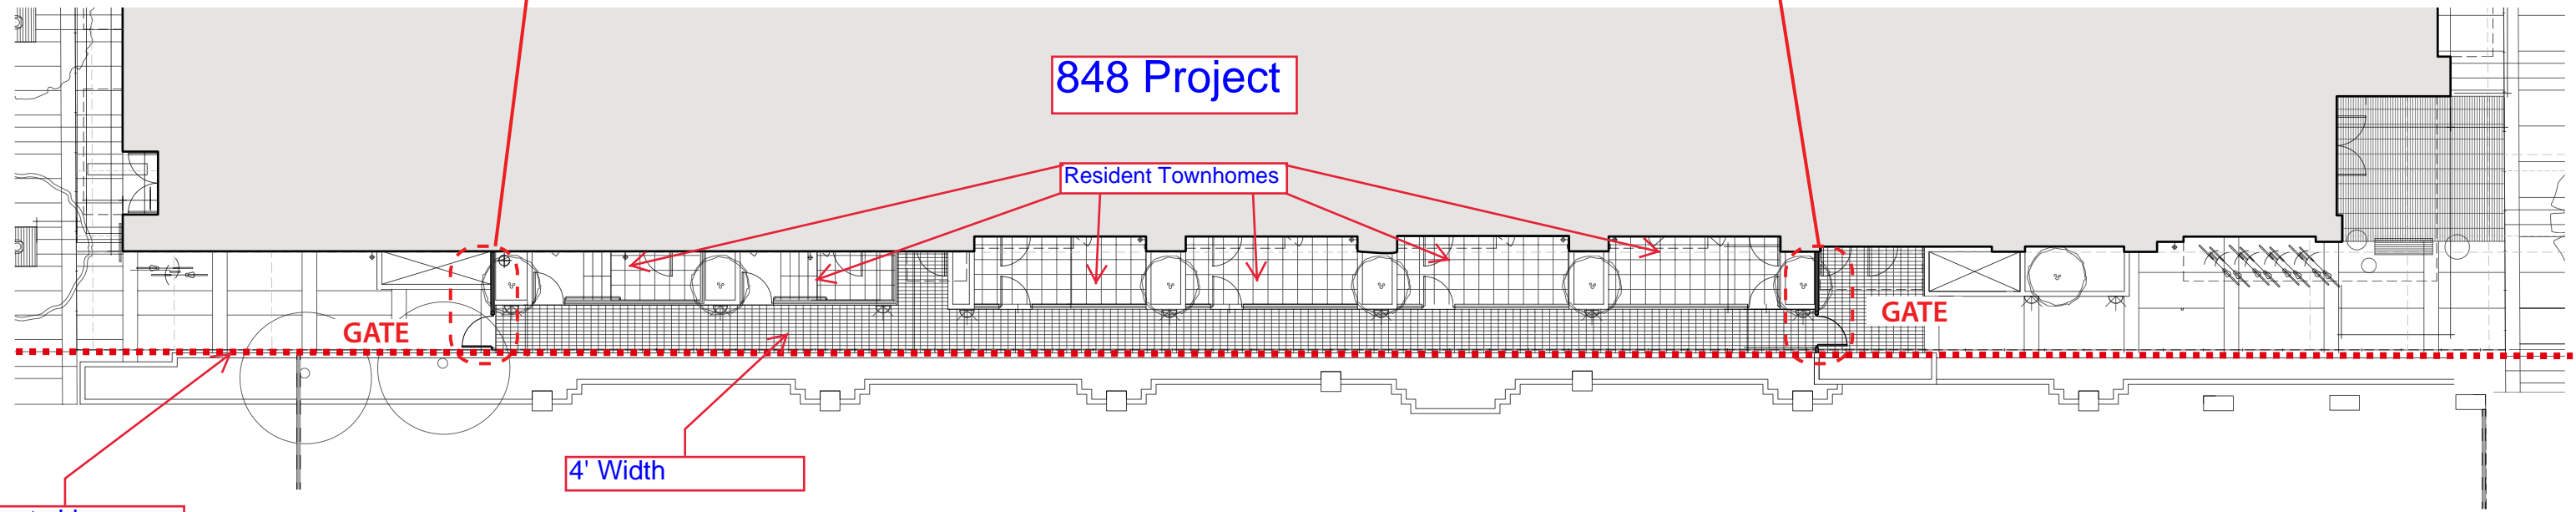 848 Project
Resident Townhomes
GATE
GATE
4' Width